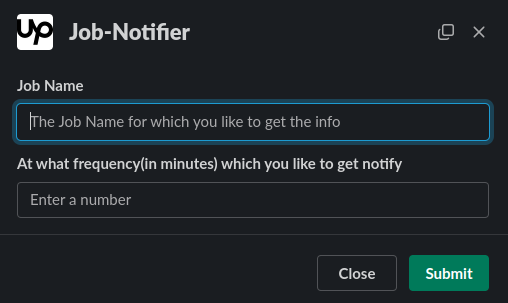 Up Job-Notifier
Job Name
The Job Name for which you like to get the info
At what frequency(in minutes) which you like to get notify
Enter a number
Close Submit